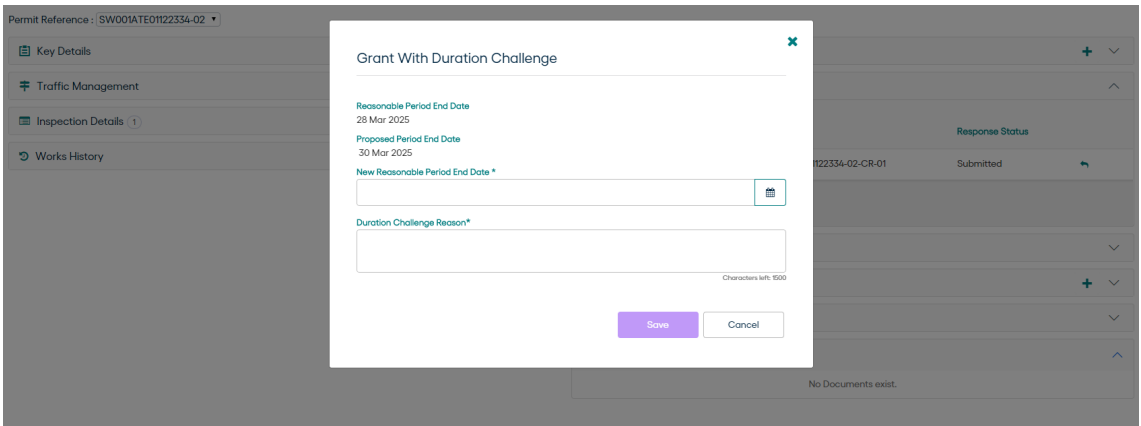 Permit Reference : SW001ATE01122334-02
Key Details
Traffic Management
Inspection Details 1
Works History
Grant With Duration Challenge
Reasonable Period End Date
28 Mar 2025
Proposed Period End Date
30 Mar 2025
New Reasonable Period End Date *
Duration Challenge Reason*
Characters left: 1500
Save Cancel
Response Status
1122334-02-CR-01 Submitted
No Documents exist.